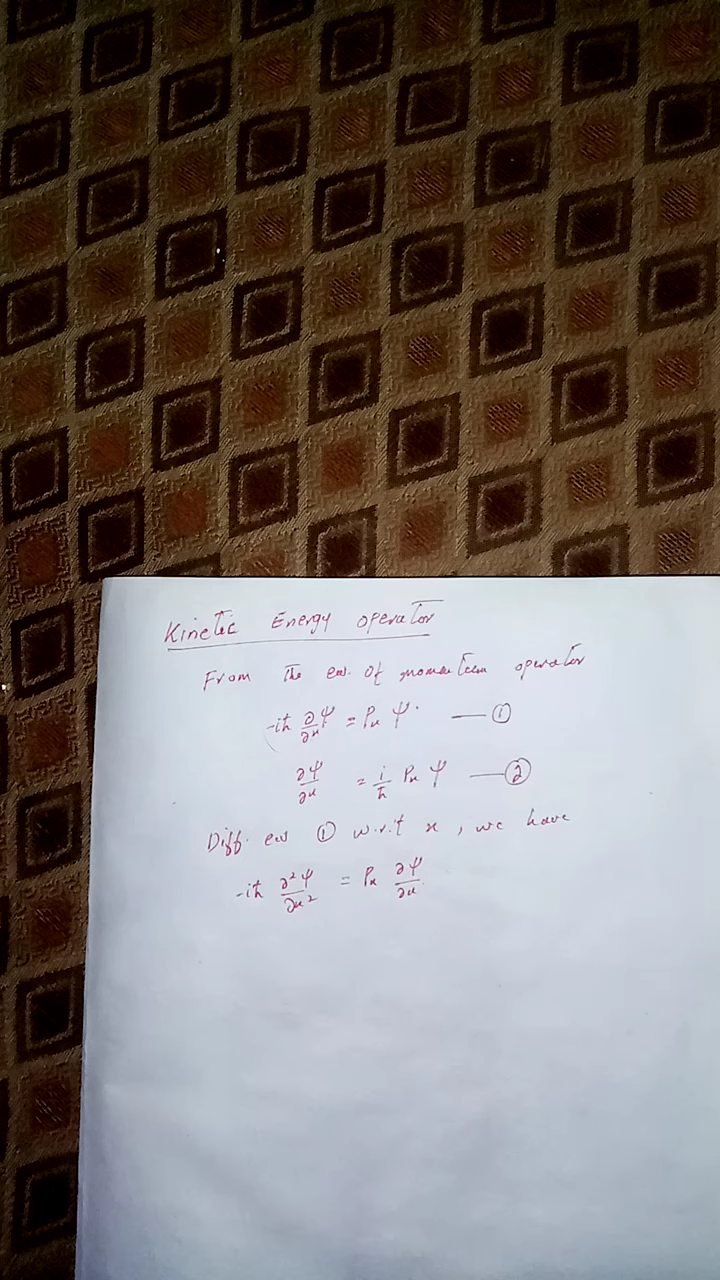 Kinetic Energy operator
From The eq. of momentum operator
-iħ ∂/∂x ψ = Px ψ. —①
∂ψ/∂x = i/ħ Px ψ —②
Diff. eq ① w.r.t x, we have
-iħ ∂²ψ/∂x² = Px ∂ψ/∂x.